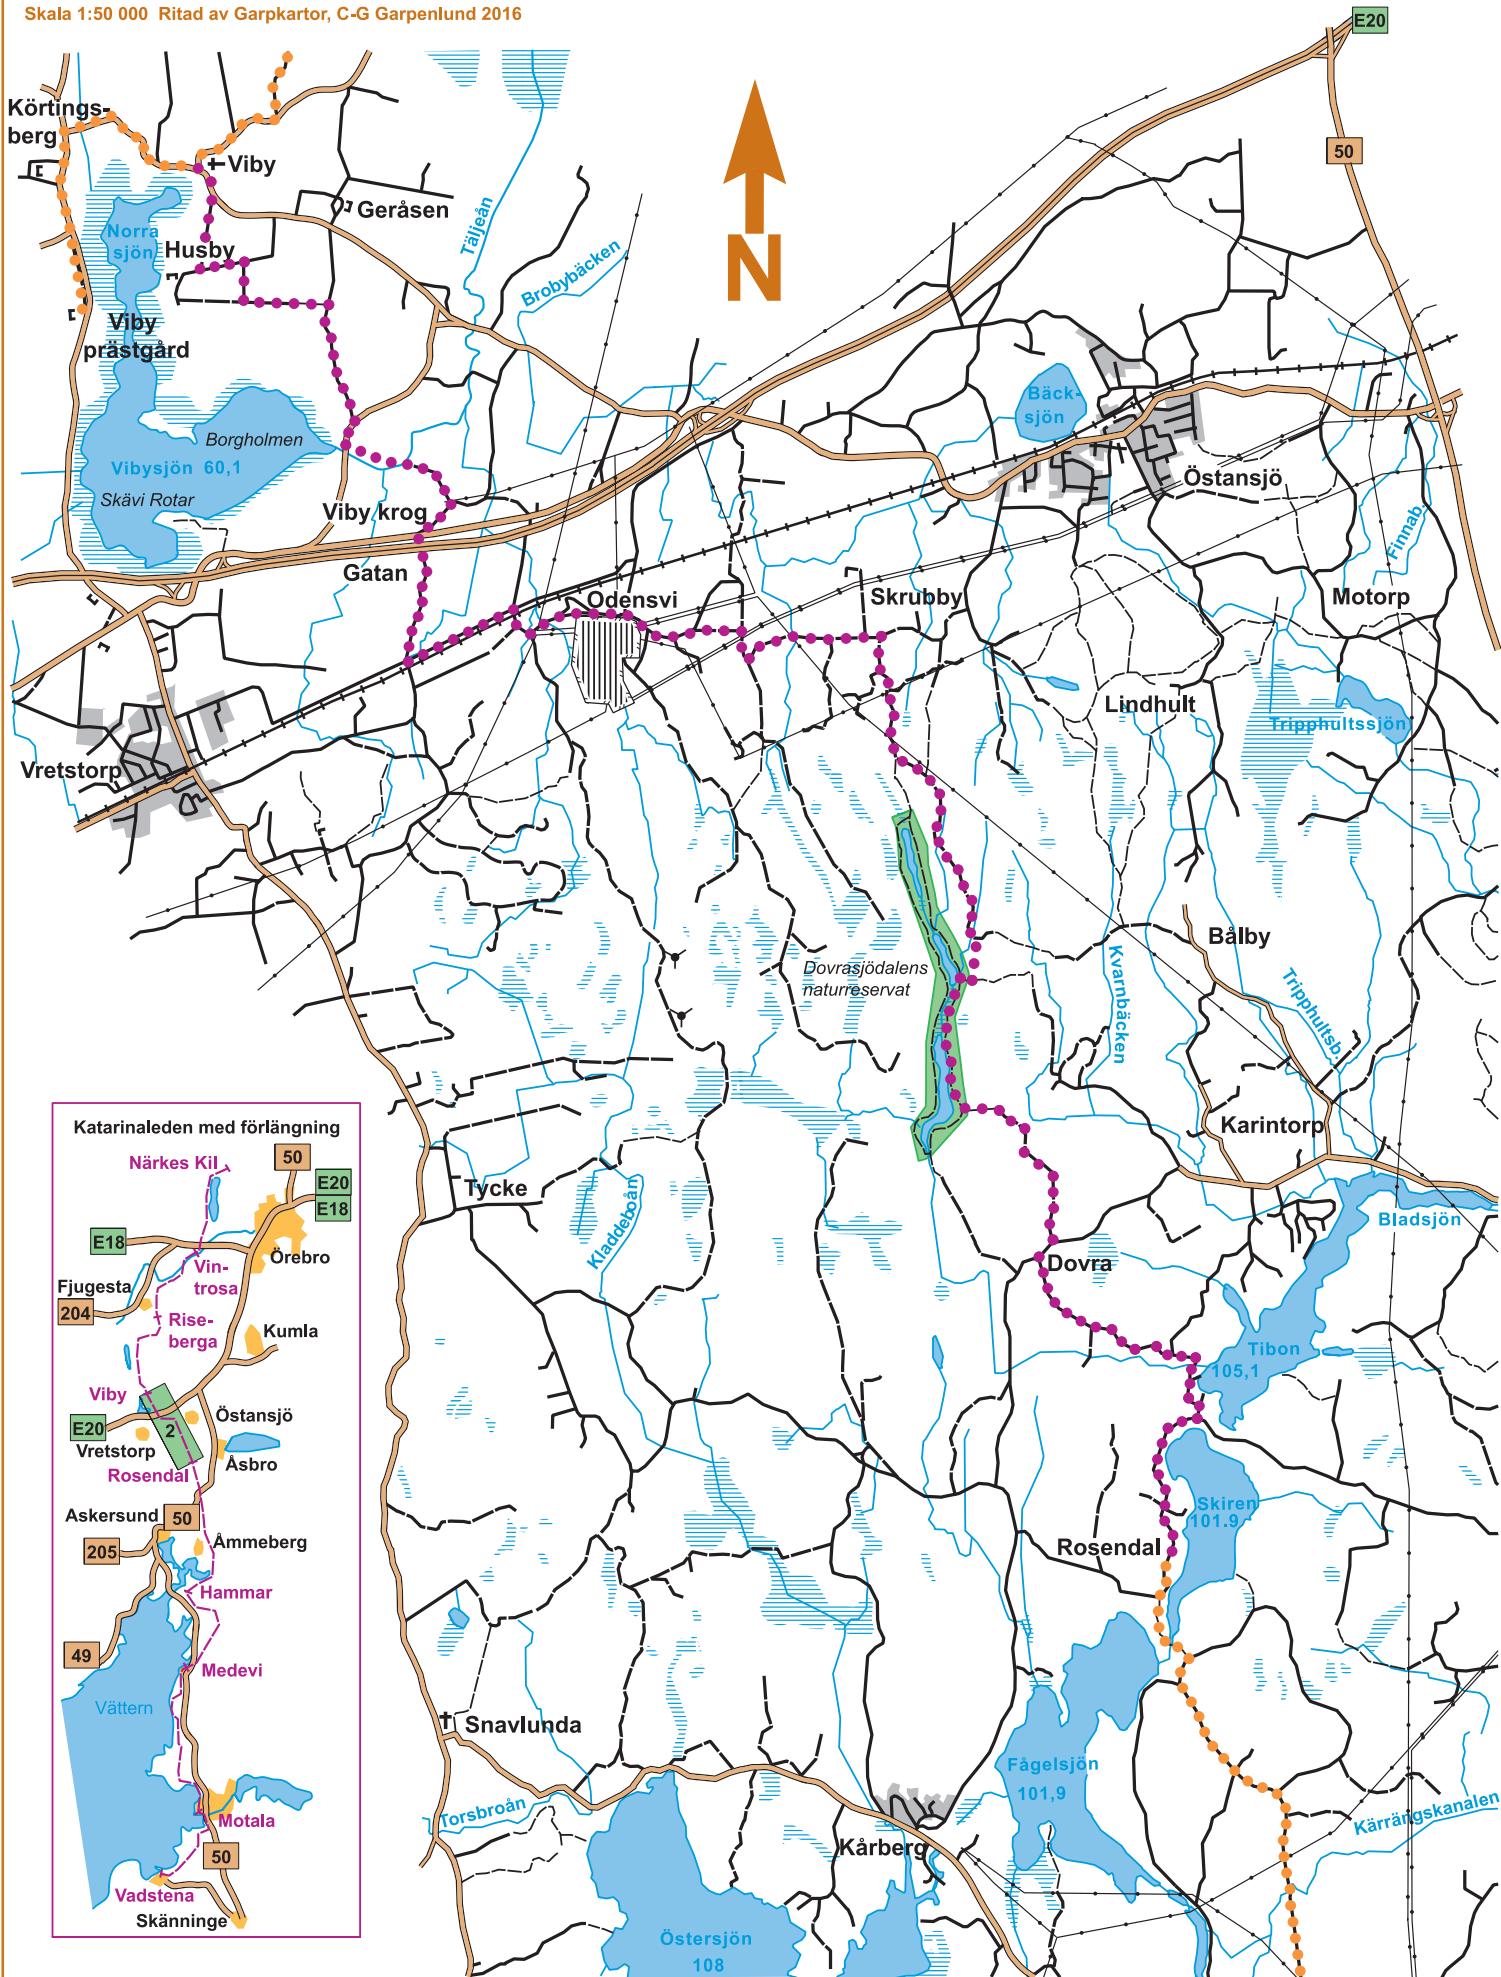 Skala 1:50 000 Ritad av Garpkartor, C-G Garpenlund 2016
E20
50
Körtings-
berg
Viby
Geråsen
Norra
sjön
Husby
Täljeån
Brobybäcken
N
Viby
prästgård
Borgholmen
Vibysjön 60,1
Skävi Rotar
Bäck-
sjön
Östansjö
Viby krog
Gatan
Finnab.
Odensvi
Skrubby
Motorp
Lindhult
Tripphultssjön
Vretstorp
Bålby
Dovrasjödalens
naturreservat
Kvarnbäcken
Tripphultsb.
Karintorp
Tycke
Kladdeboån
Bladsjön
Dovra
Tibon
105,1
Skiren
101.9
Rosendal
Snavlunda
Fågelsjön
101,9
Torsbroån
Kärrängskanalen
Kårberg
Östersjön
108
Katarinaleden med förlängning
Närkes Kil
50
E20
E18
E18
Örebro
Vin-
trosa
Fjugesta
204
Rise-
berga
Kumla
Viby
E20
Östansjö
2
Vretstorp
Åsbro
Rosendal
Askersund
50
205
Åmmeberg
Hammar
49
Medevi
Vättern
Motala
50
Vadstena
Skänninge